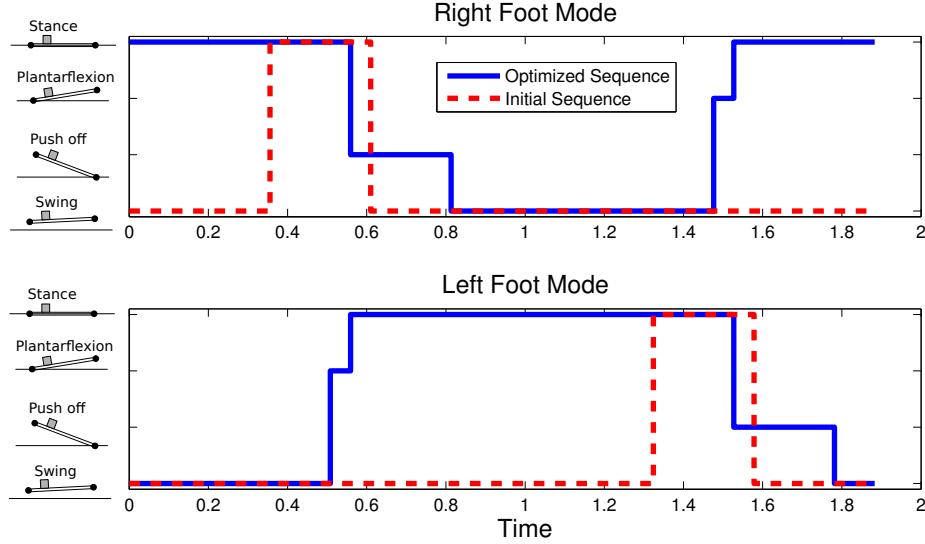 Right Foot Mode
Stance
Plantarflexion
Push off
Swing
Optimized Sequence
Initial Sequence
0 0.2 0.4 0.6 0.8 1 1.2 1.4 1.6 1.8 2
Left Foot Mode
Stance
Plantarflexion
Push off
Swing
0 0.2 0.4 0.6 0.8 1 1.2 1.4 1.6 1.8 2
Time